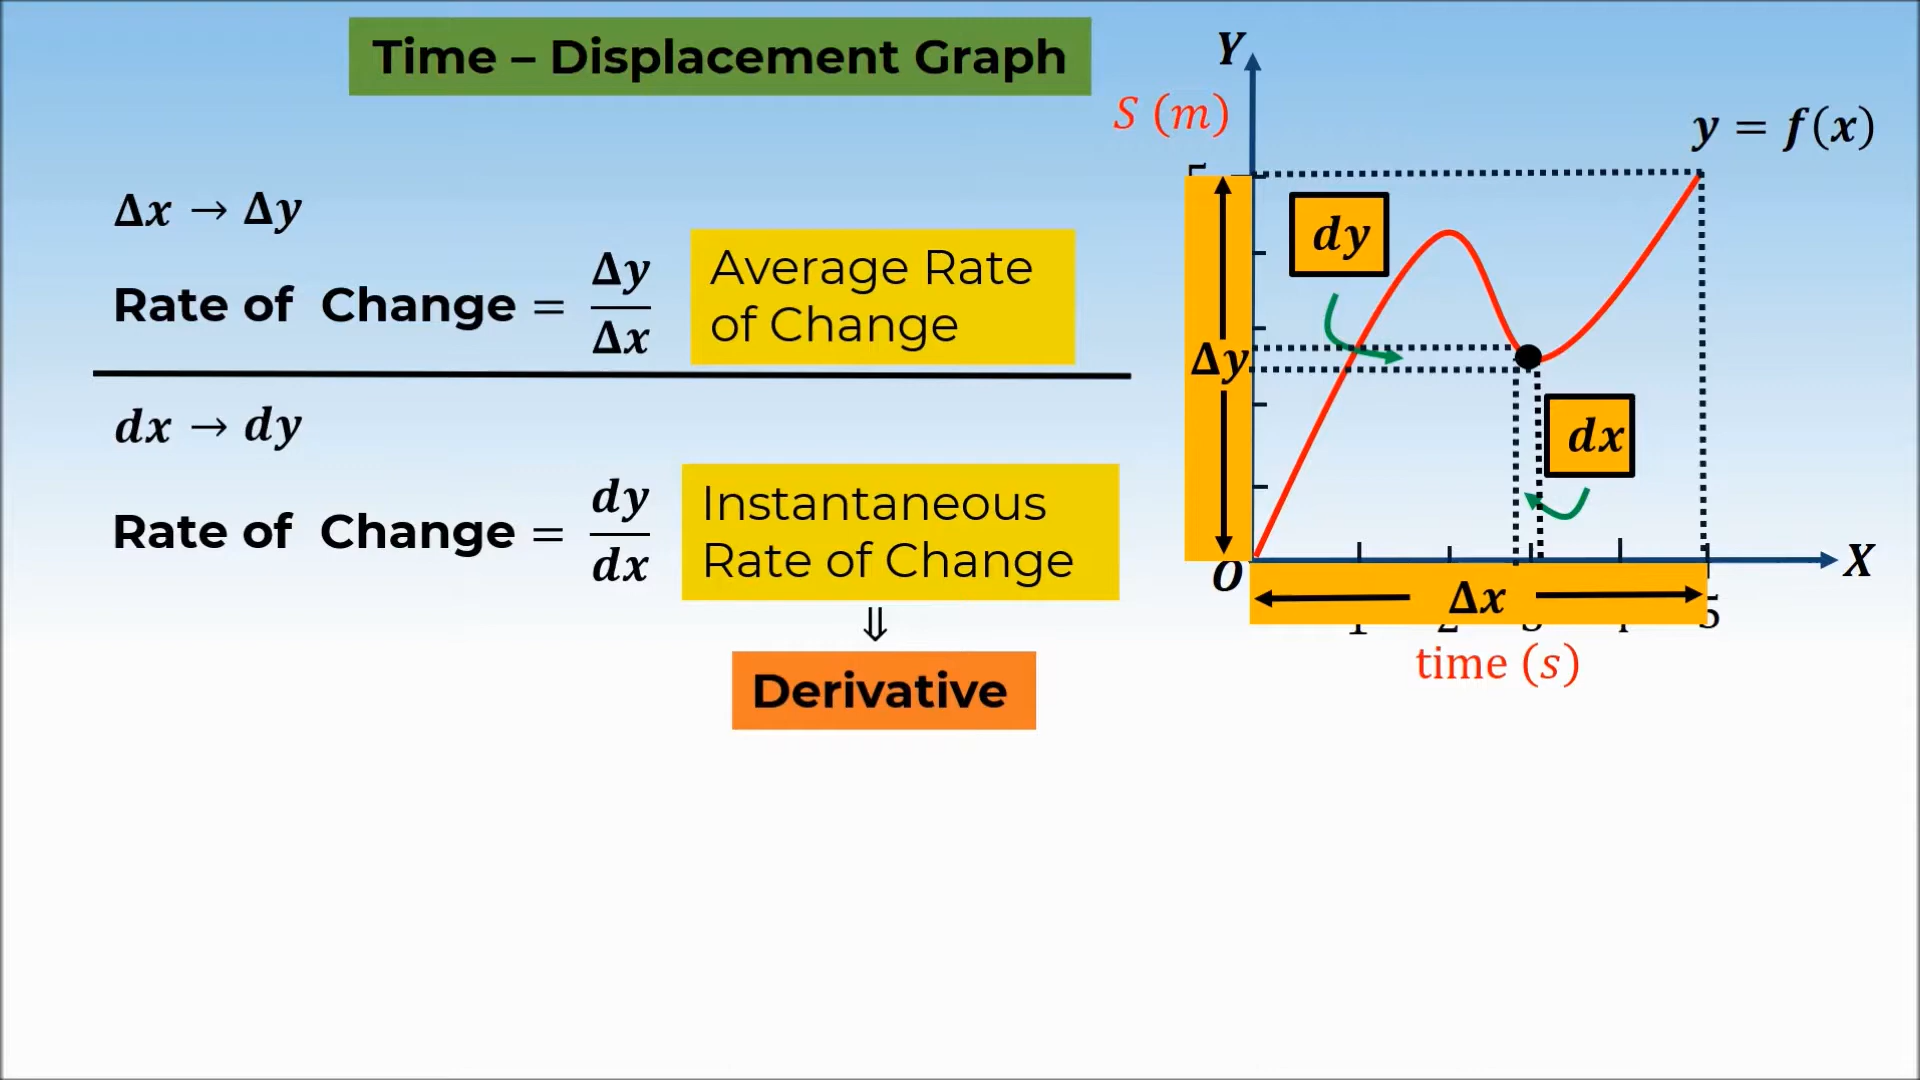 Time – Displacement Graph
Δx → Δy
Rate of Change = Δy/Δx
Average Rate
of Change
dx → dy
Rate of Change = dy/dx
Instantaneous
Rate of Change
⇓
Derivative
Y
S (m)
y = f(x)
dy
Δy
dx
O
X
Δx
5
time (s)